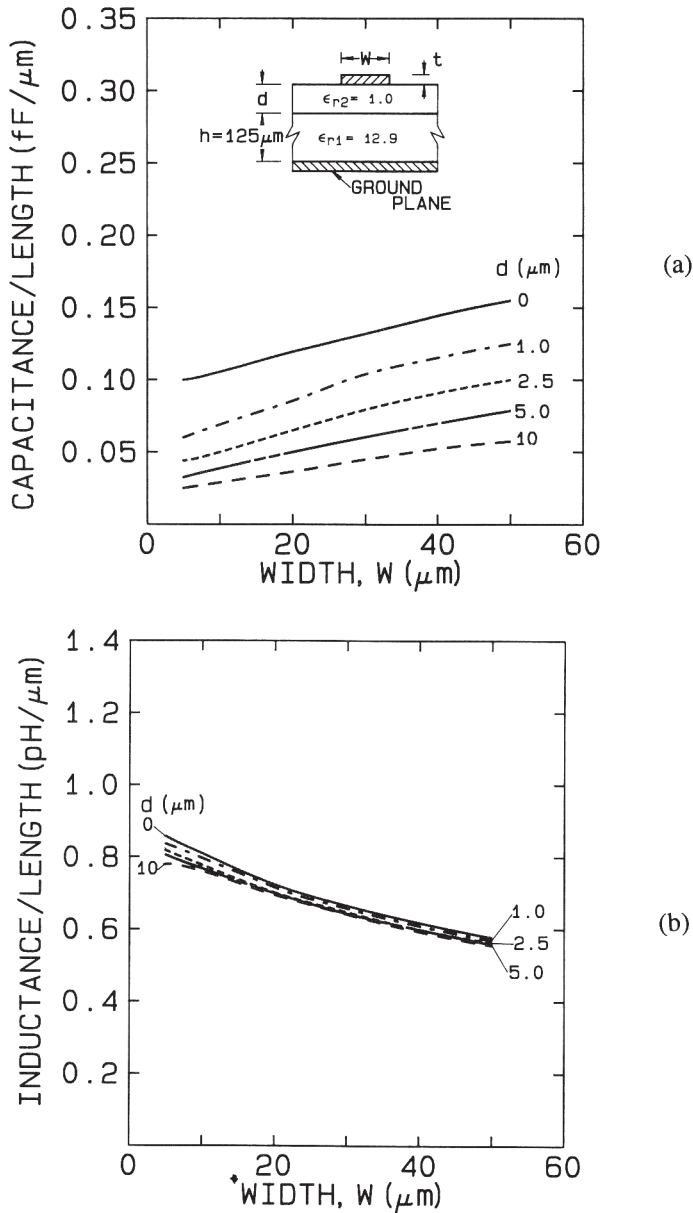 CAPACITANCE/LENGTH (fF/μm)
0.35
0.30
0.25
0.20
0.15
0.10
0.05
W
t
d
ϵr2= 1.0
h=125μm
ϵr1= 12.9
GROUND
PLANE
d (μm)
0
1.0
2.5
5.0
10
0 20 40 60
WIDTH, W (μm)
(a)
INDUCTANCE/LENGTH (pH/μm)
1.4
1.2
1.0
0.8
0.6
0.4
0.2
d (μm)
0
10
1.0
2.5
5.0
0 20 40 60
WIDTH, W (μm)
(b)